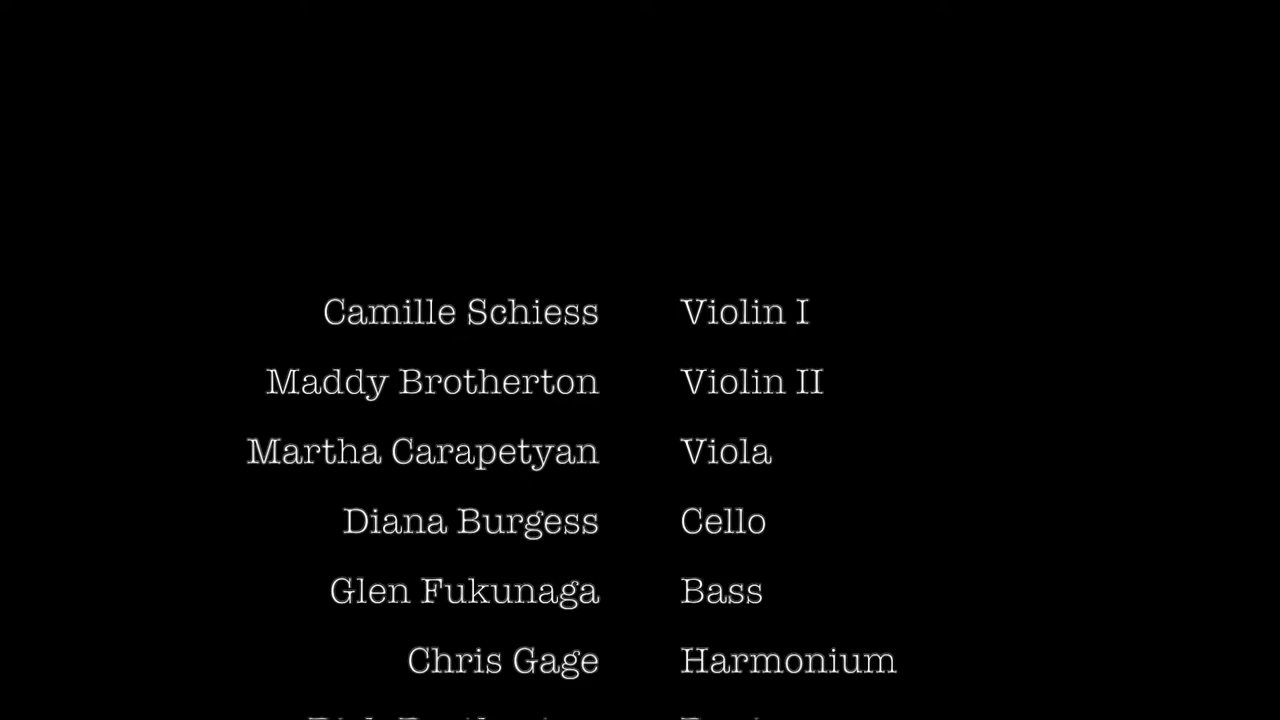 Camille Schiess Violin I
Maddy Brotherton Violin II
Martha Carapetyan Viola
Diana Burgess Cello
Glen Fukunaga Bass
Chris Gage Harmonium